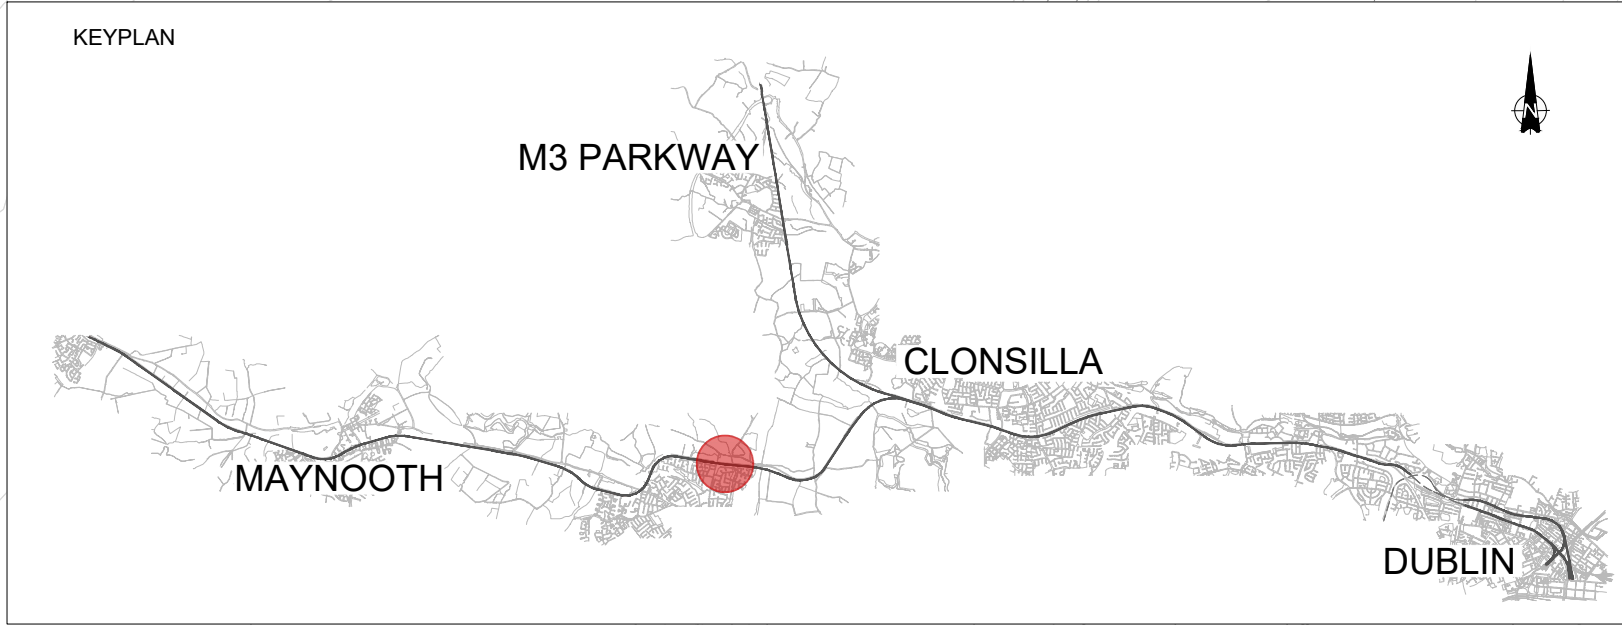 KEYPLAN
N
M3 PARKWAY
CLONSILLA
MAYNOOTH
DUBLIN